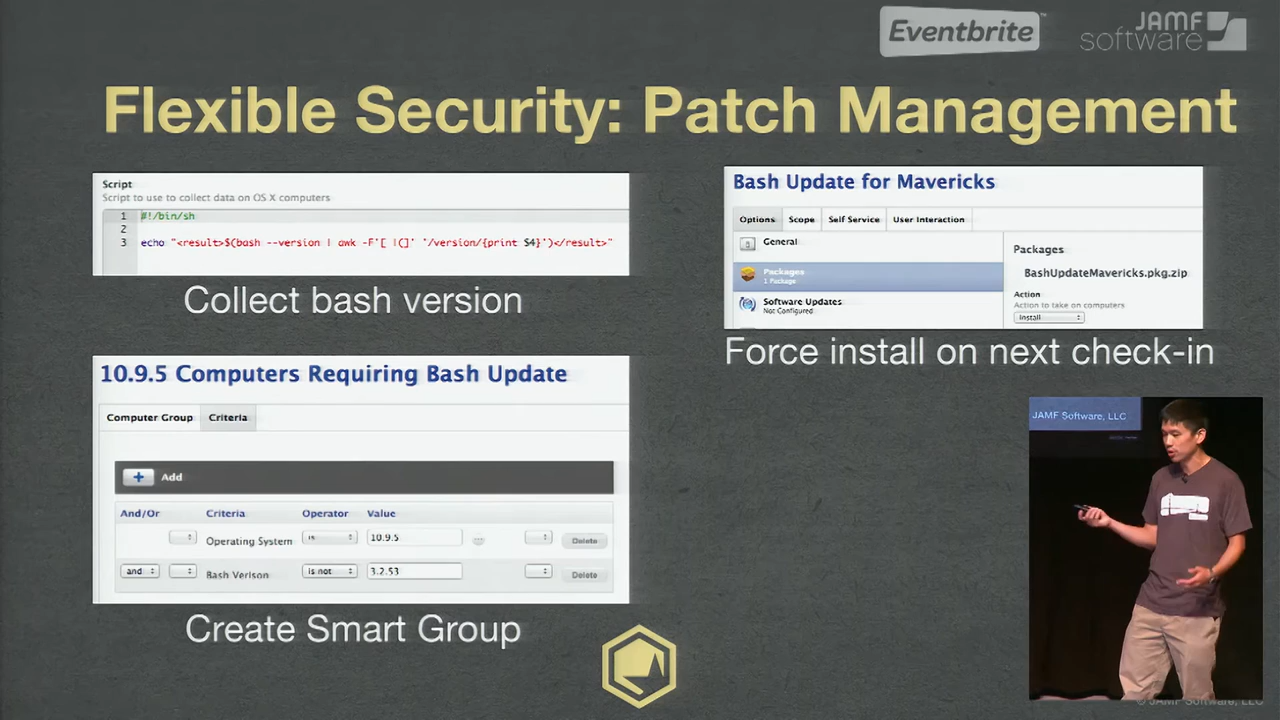 Eventbrite
JAMF software
Flexible Security: Patch Management
Script
Script to use to collect data on OS X computers
1 #!/bin/sh
2
3 echo "<result>$(bash --version | awk -F'[ |(]' '/version/{print $4}')</result>"
Collect bash version
10.9.5 Computers Requiring Bash Update
Computer Group Criteria
+ Add
And/Or Criteria Operator Value
Operating System is 10.9.5 Delete
and Bash Verison is not 3.2.53 Delete
Create Smart Group
Bash Update for Mavericks
Options Scope Self Service User Interaction
General
Packages
1 Package
Software Updates
Not Configured
Packages
BashUpdateMavericks.pkg.zip
Action
Action to take on computers
Install
Force install on next check-in
JAMF Software, LLC
© JAMF Software, LLC